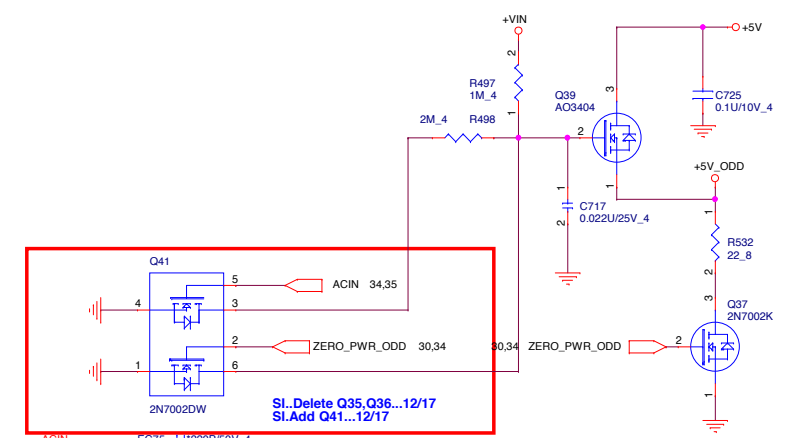 +VIN
+5V
2
R497
1M_4
1
3
Q39
AO3404
C725
0.1U/10V_4
2M_4 R498
2
+5V_ODD
1
1
C717
0.022U/25V_4
2
1
R532
22_8
2
Q41
5
ACIN 34,35
4
3
3
Q37
2N7002K
2
ZERO_PWR_ODD 30,34
30,34 ZERO_PWR_ODD
2
1
6
1
2N7002DW
SI..Delete Q35,Q36...12/17
SI.Add Q41...12/17